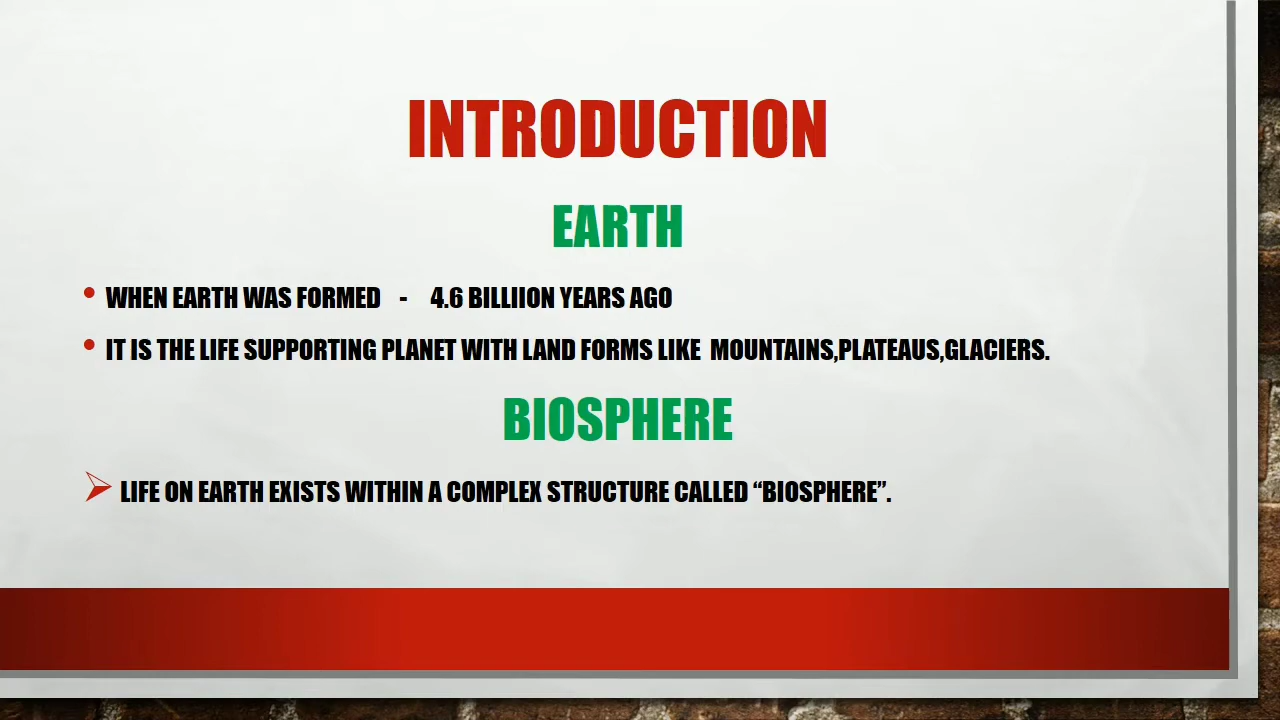 INTRODUCTION
EARTH
• WHEN EARTH WAS FORMED - 4.6 BILLIION YEARS AGO
• IT IS THE LIFE SUPPORTING PLANET WITH LAND FORMS LIKE MOUNTAINS,PLATEAUS,GLACIERS.
BIOSPHERE
➢ LIFE ON EARTH EXISTS WITHIN A COMPLEX STRUCTURE CALLED “BIOSPHERE”.